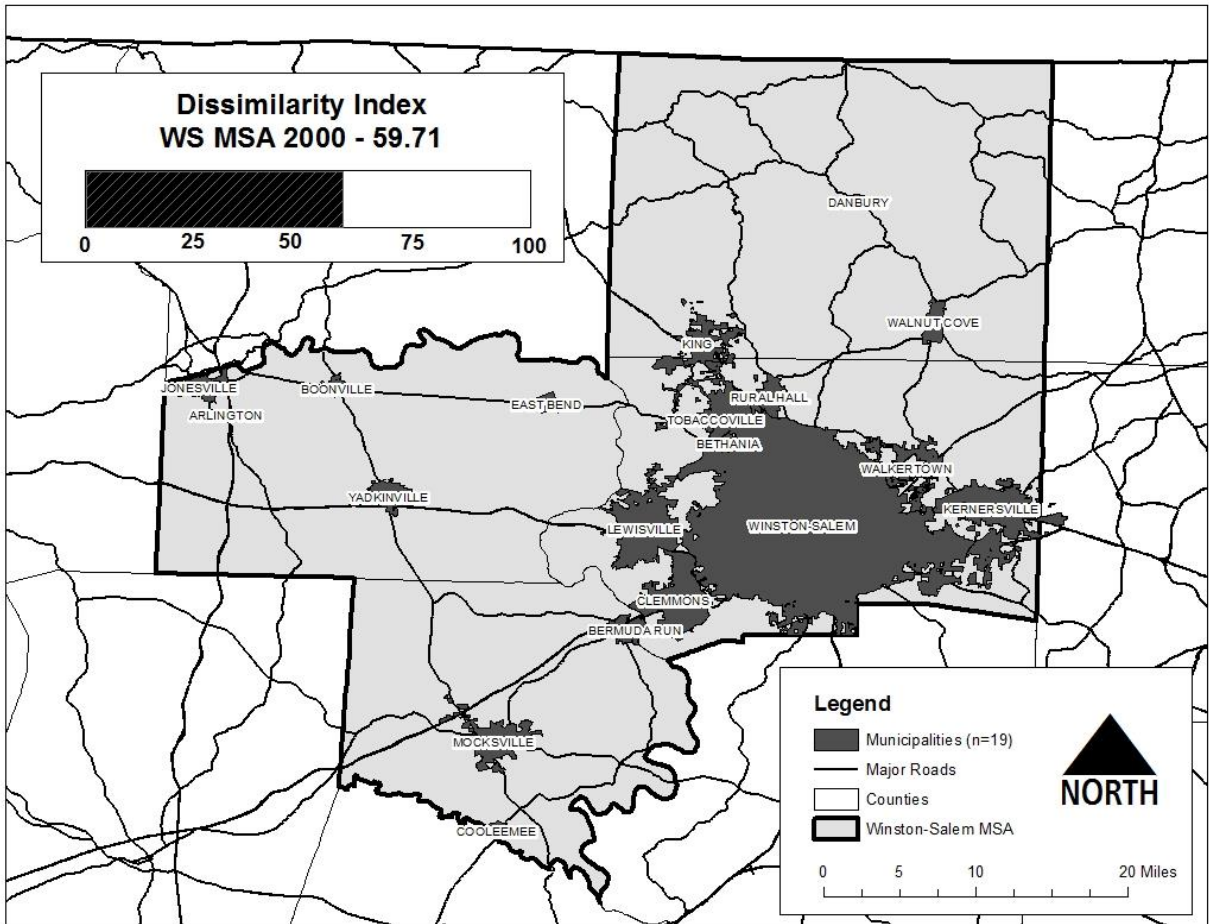 Dissimilarity Index
WS MSA 2000 - 59.71
0 25 50 75 100
DANBURY
WALNUT COVE
KING
JONESVILLE
BOONVILLE
RURAL HALL
EAST BEND
ARLINGTON
TOBACCOVILLE
BETHANIA
WALKERTOWN
YADKINVILLE
KERNERSVILLE
LEWISVILLE
WINSTON-SALEM
CLEMMONS
BERMUDA RUN
MOCKSVILLE
COOLEEMEE
Legend
Municipalities (n=19)
Major Roads
Counties
Winston-Salem MSA
NORTH
0 5 10 20 Miles